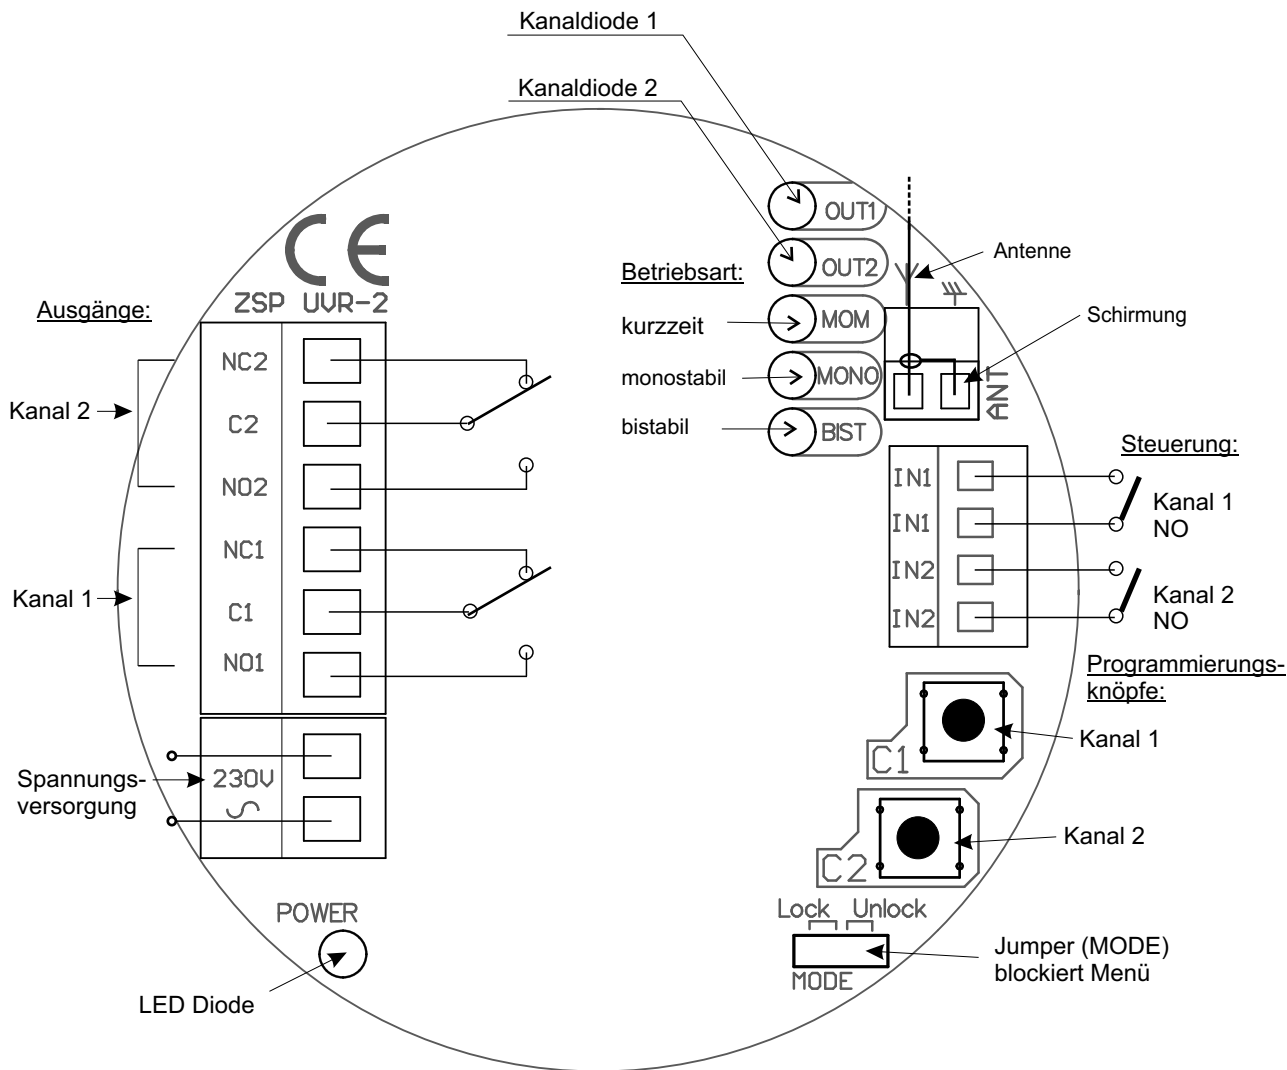 Kanaldiode 1
Kanaldiode 2
OUT1
OUT2
MOM
MONO
BIST
Antenne
Schirmung
ANT
Betriebsart:
kurzzeit
monostabil
bistabil
CE
ZSP UVR-2
Ausgänge:
Kanal 2
NC2
C2
NO2
Kanal 1
NC1
C1
NO1
Spannungs-
versorgung
230V
POWER
LED Diode
Steuerung:
IN1
IN1
IN2
IN2
Kanal 1
NO
Kanal 2
NO
Programmierungs-
knöpfe:
C1
Kanal 1
C2
Kanal 2
Lock Unlock
MODE
Jumper (MODE)
blockiert Menü